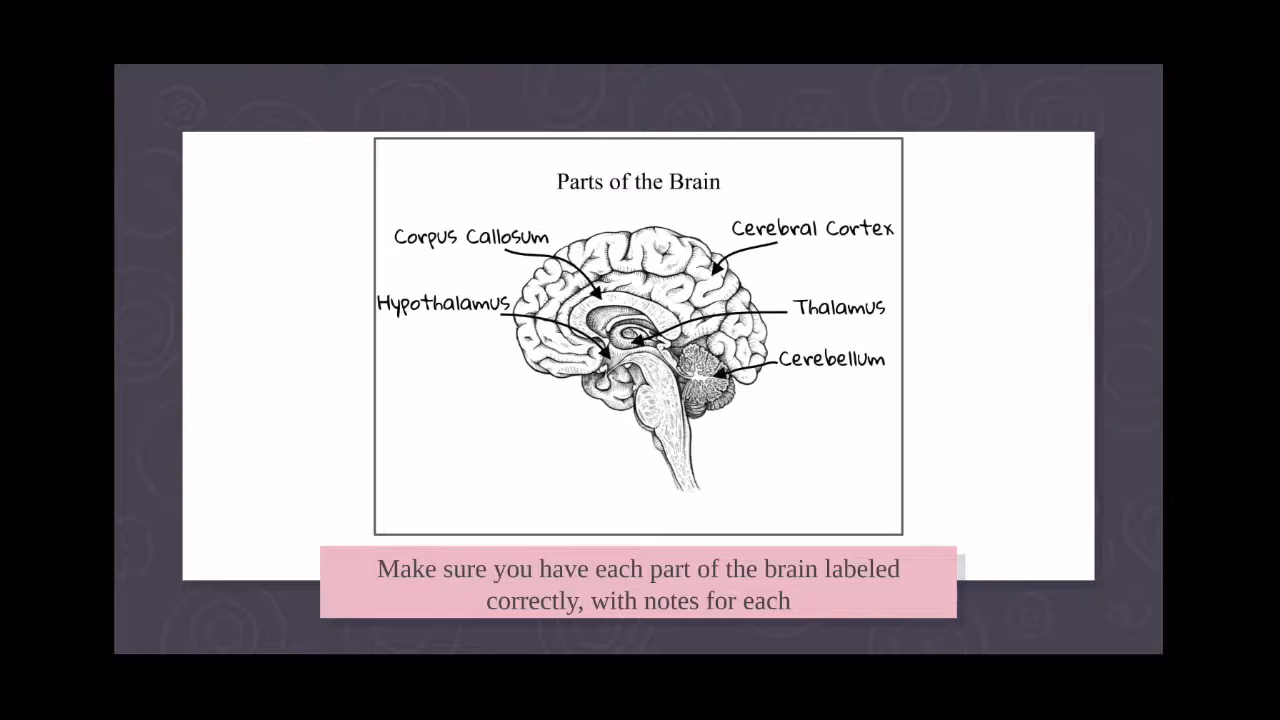 Parts of the Brain
Corpus Callosum
Cerebral Cortex
Hypothalamus
Thalamus
Cerebellum
Make sure you have each part of the brain labeled
correctly, with notes for each